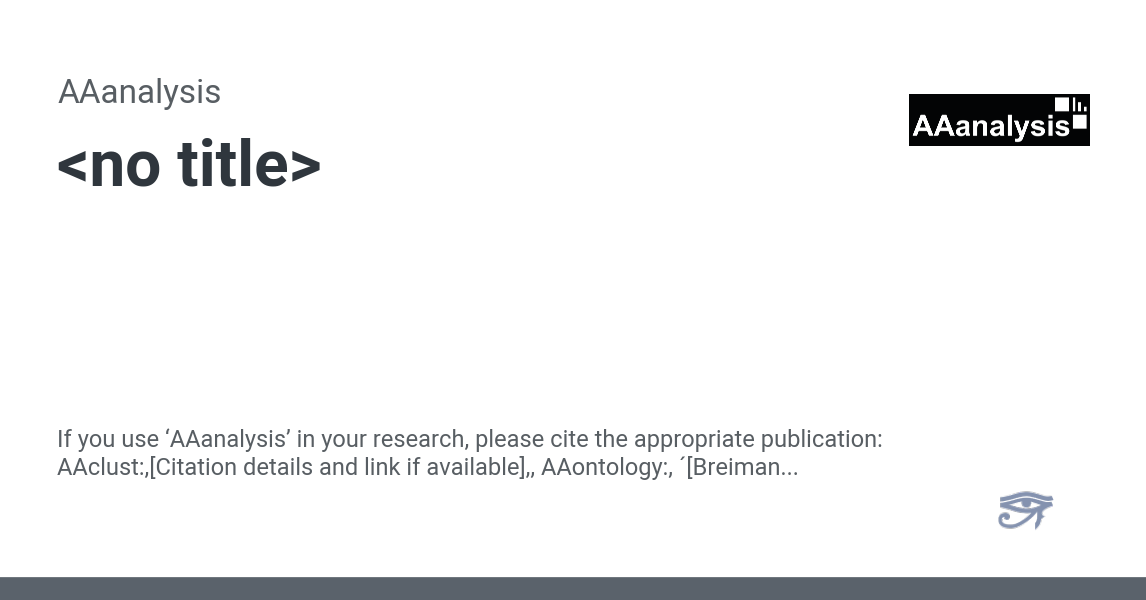 AAanalysis
AAanalysis
<no title>
If you use ‘AAanalysis’ in your research, please cite the appropriate publication:
AAclust:,[Citation details and link if available],, AAontology:, ´[Breiman...